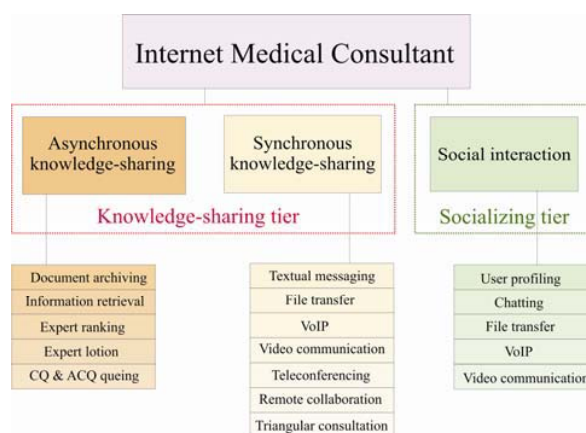 Internet Medical Consultant
Asynchronous
knowledge-sharing
Synchronous
knowledge-sharing
Social interaction
Knowledge-sharing tier
Socializing tier
Document archiving
Information retrieval
Expert ranking
Expert lotion
CQ & ACQ queing
Textual messaging
File transfer
VoIP
Video communication
Teleconferencing
Remote collaboration
Triangular consultation
User profiling
Chatting
File transfer
VoIP
Video communication